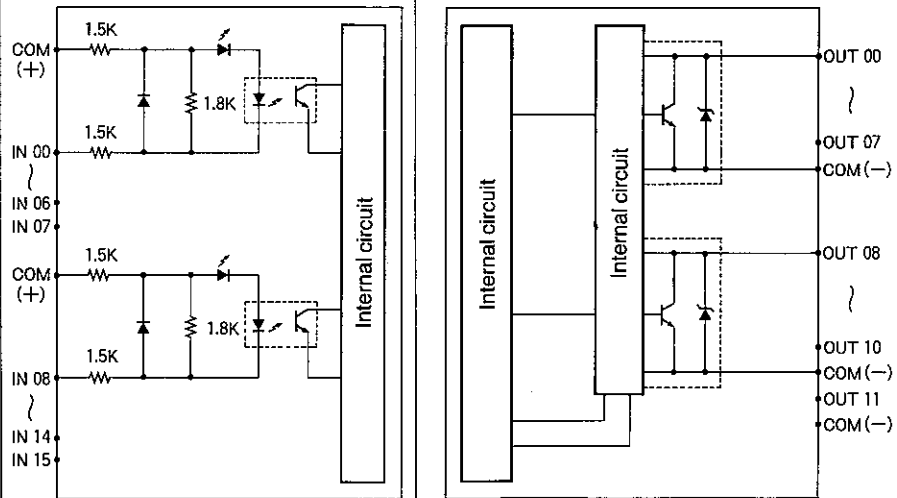 1.5K
COM
(+)
1.8K
1.5K
IN 00
~
IN 06
IN 07
1.5K
COM
(+)
1.8K
1.5K
IN 08
~
IN 14
IN 15
Internal circuit
Internal circuit
Internal circuit
OUT 00
~
OUT 07
COM(—)
OUT 08
~
OUT 10
COM(—)
OUT 11
COM(—)